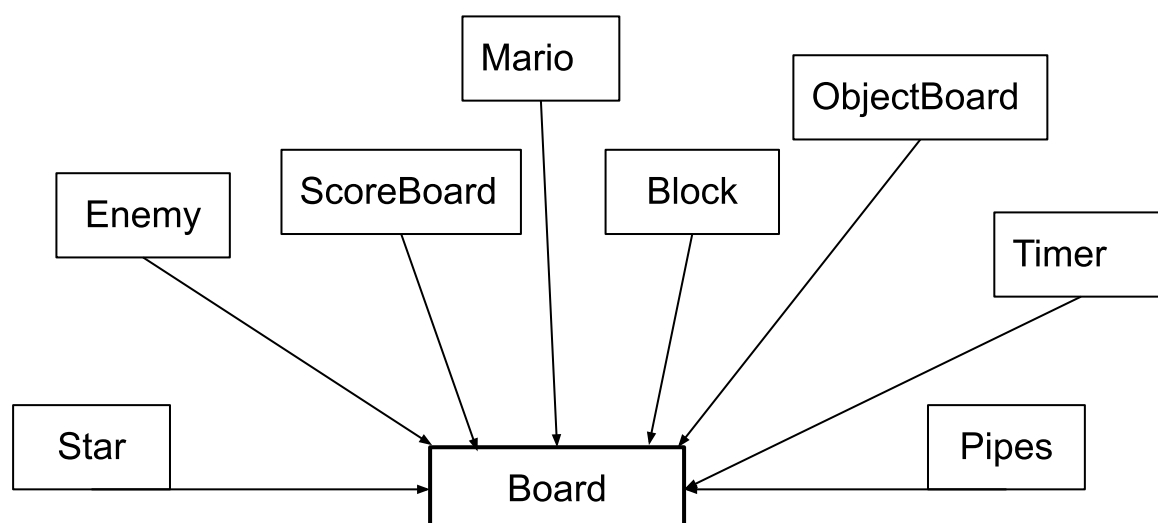 Mario
ObjectBoard
ScoreBoard
Block
Enemy
Timer
Star
Pipes
Board